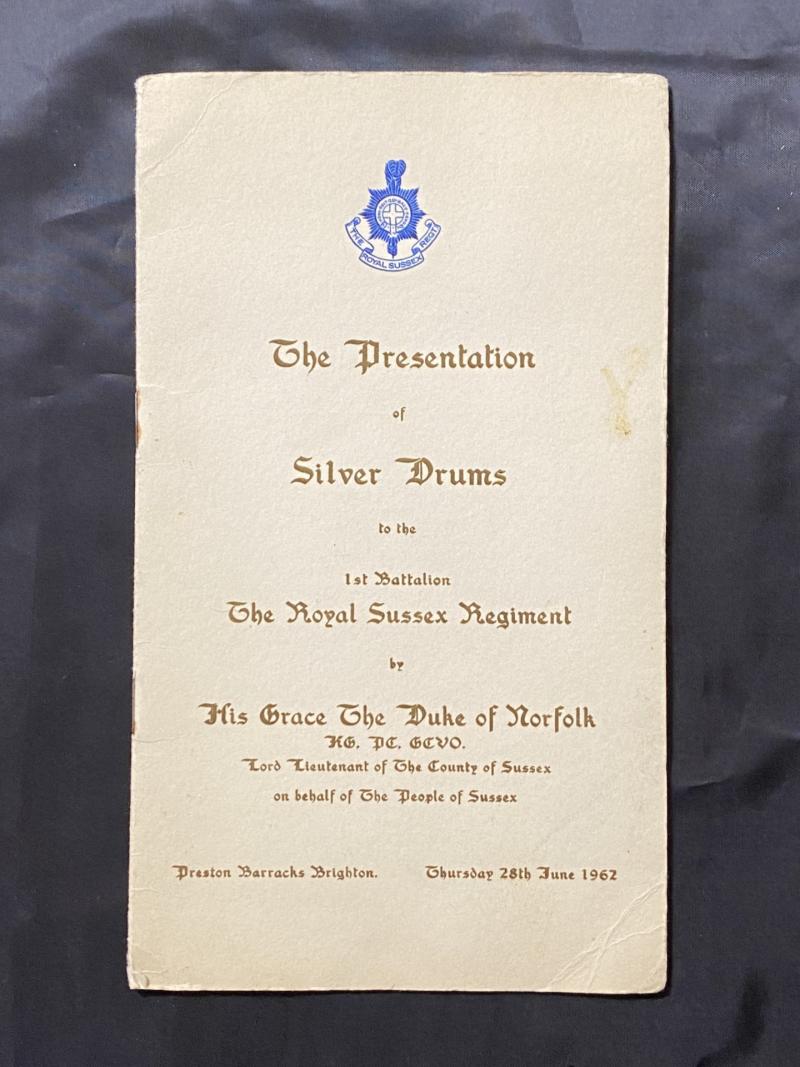 THE ROYAL SUSSEX REGT
The Presentation
of
Silver Drums
to the
1st Battalion
The Royal Sussex Regiment
by
His Grace The Duke of Norfolk
KG. PC. GCVO.
Lord Lieutenant of The County of Sussex
on behalf of The People of Sussex
Preston Barracks Brighton. Thursday 28th June 1962